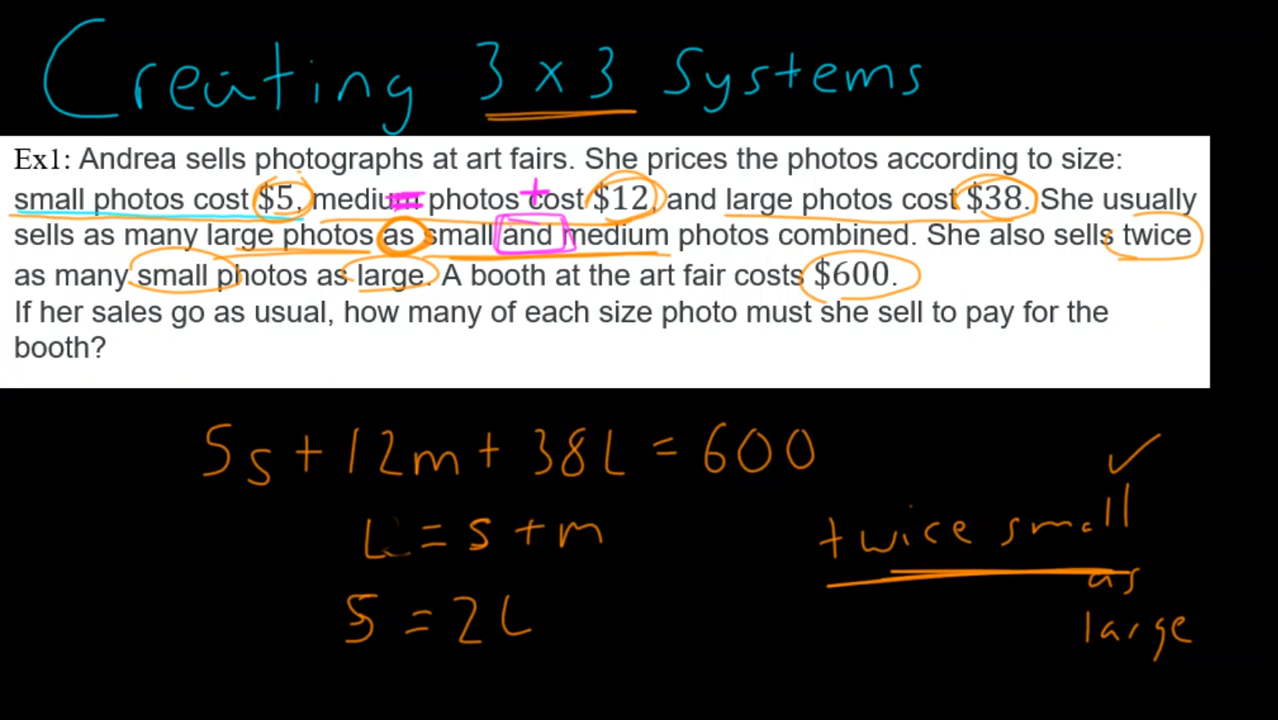 Creating 3 x 3 Systems
Ex1: Andrea sells photographs at art fairs. She prices the photos according to size:
small photos cost $5, medium photos cost $12, and large photos cost $38. She usually
sells as many large photos as small and medium photos combined. She also sells twice
as many small photos as large. A booth at the art fair costs $600.
If her sales go as usual, how many of each size photo must she sell to pay for the
booth?
= +
5s + 12m + 38L = 600
L = s + m
S = 2L
twice small
as
large